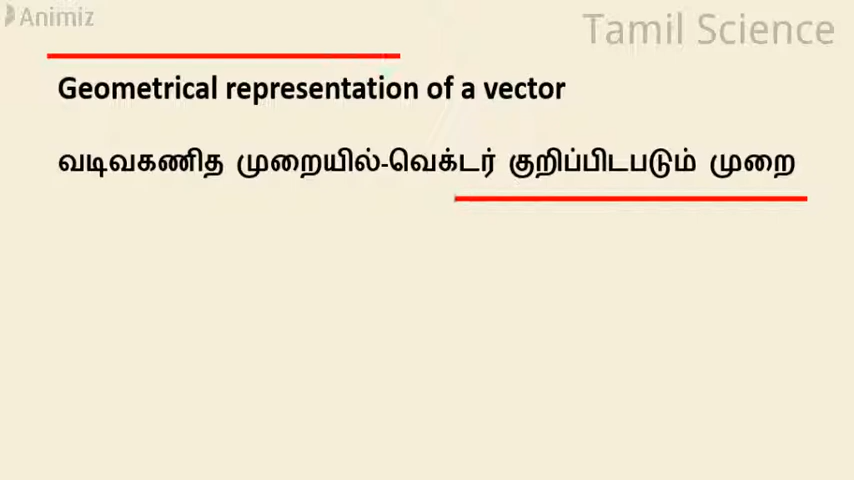 Animiz
Tamil Science
Geometrical representation of a vector
வடிவகணித முறையில்-வெக்டர் குறிப்பிடபடும் முறை